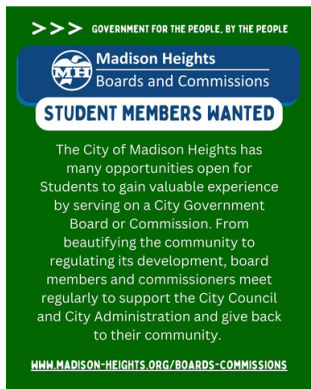 >>> GOVERNMENT FOR THE PEOPLE, BY THE PEOPLE
MH
Madison Heights
Boards and Commissions
STUDENT MEMBERS WANTED
The City of Madison Heights has
many opportunities open for
Students to gain valuable experience
by serving on a City Government
Board or Commission. From
beautifying the community to
regulating its development, board
members and commissioners meet
regularly to support the City Council
and City Administration and give back
to their community.
WWW.MADISON-HEIGHTS.ORG/BOARDS-COMMISSIONS